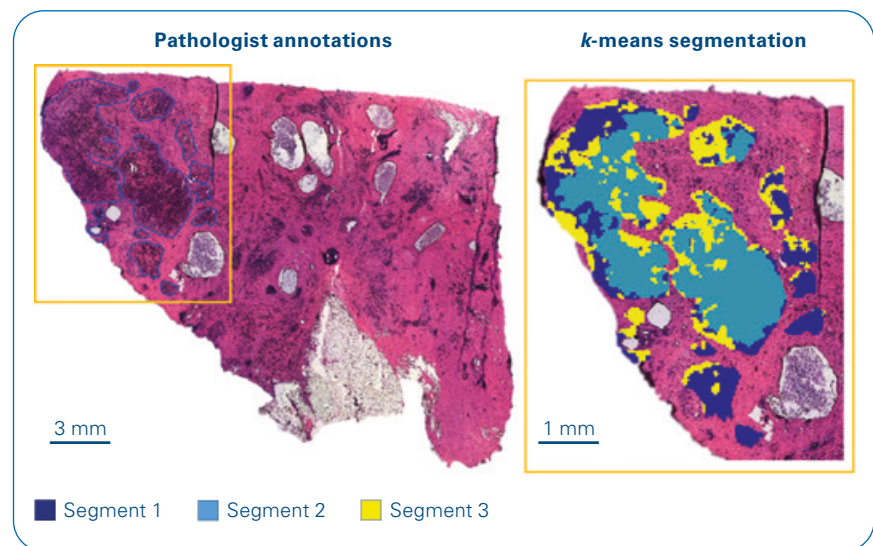 Pathologist annotations
k-means segmentation
3 mm
1 mm
Segment 1
Segment 2
Segment 3